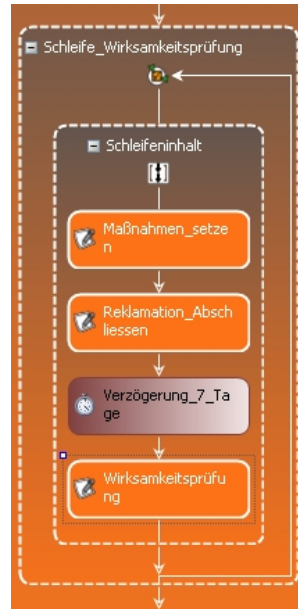 Schleife_Wirksamkeitsprüfung
Schleifeninhalt
Maßnahmen_setze
n
Reklamation_Absch
liessen
Verzögerung_7_Ta
ge
Wirksamkeitsprüfu
ng